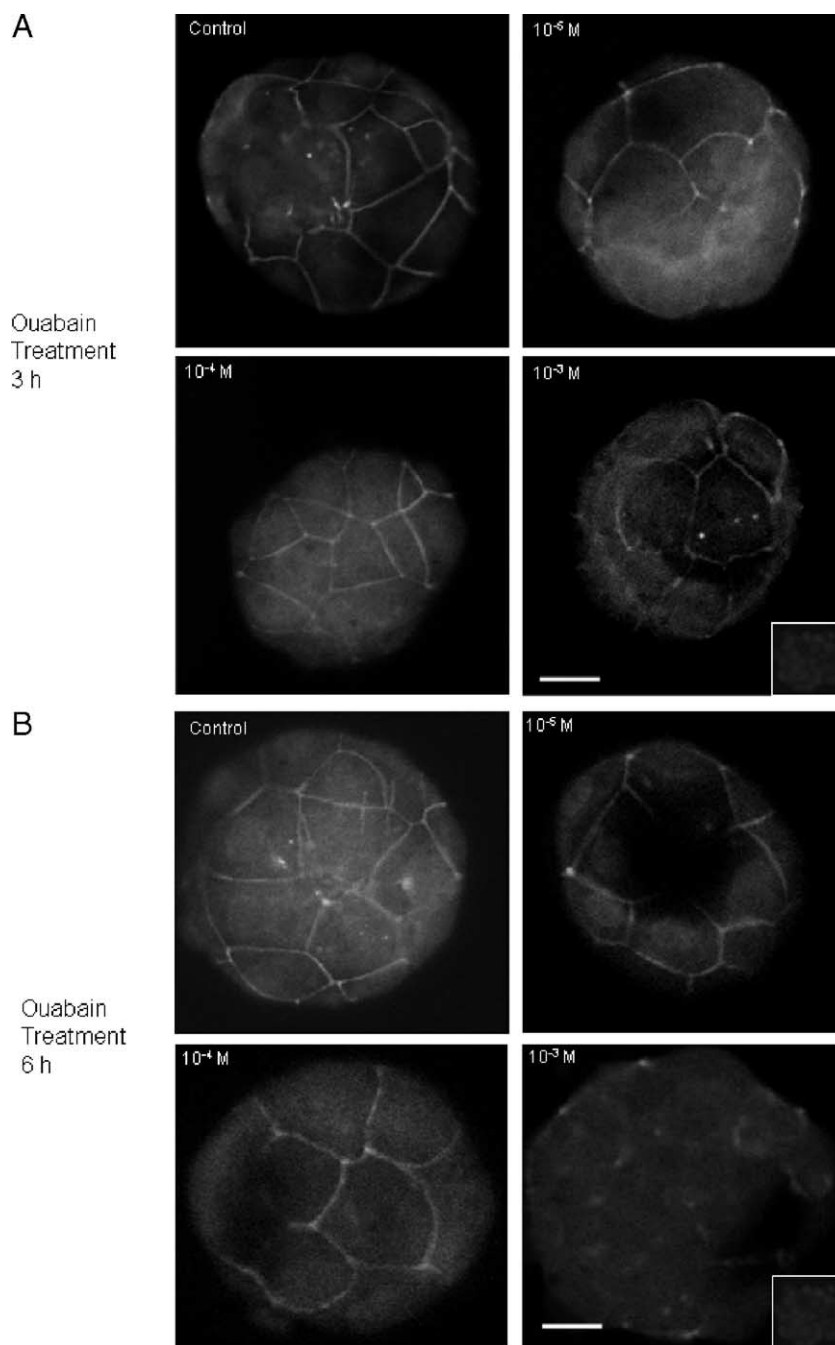 A
Control
10⁻⁵ M
Ouabain
Treatment
3 h
10⁻⁴ M
10⁻³ M
B
Control
10⁻⁵ M
Ouabain
Treatment
6 h
10⁻⁴ M
10⁻³ M